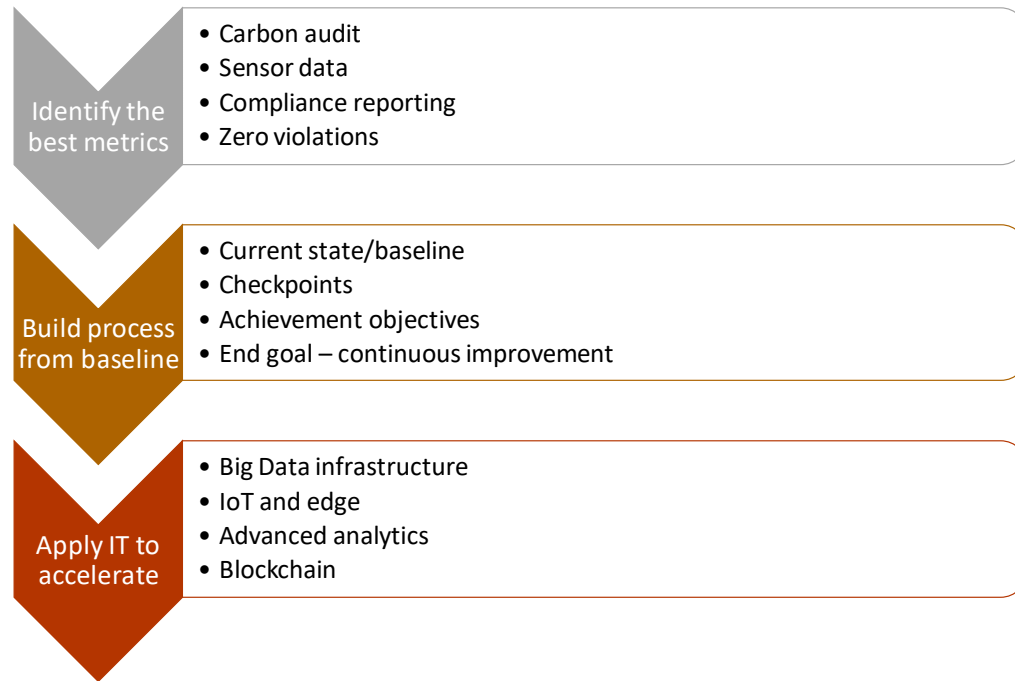 Identify the
best metrics
• Carbon audit
• Sensor data
• Compliance reporting
• Zero violations
Build process
from baseline
• Current state/baseline
• Checkpoints
• Achievement objectives
• End goal – continuous improvement
Apply IT to
accelerate
• Big Data infrastructure
• IoT and edge
• Advanced analytics
• Blockchain